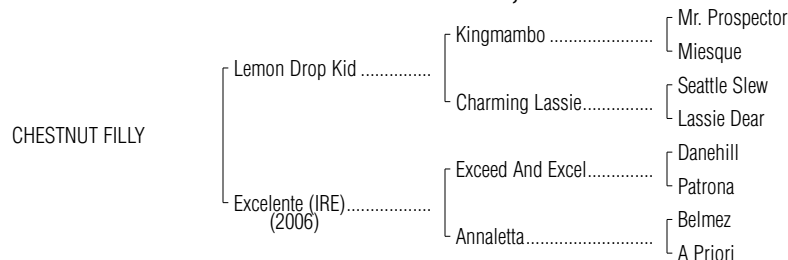 Mr. Prospector
Kingmambo .....................
Miesque
Lemon Drop Kid ...............
Seattle Slew
Charming Lassie..............
Lassie Dear
CHESTNUT FILLY
Danehill
Exceed And Excel.............
Patrona
Excelente (IRE)..................
(2006)
Belmez
Annaletta..........................
A Priori